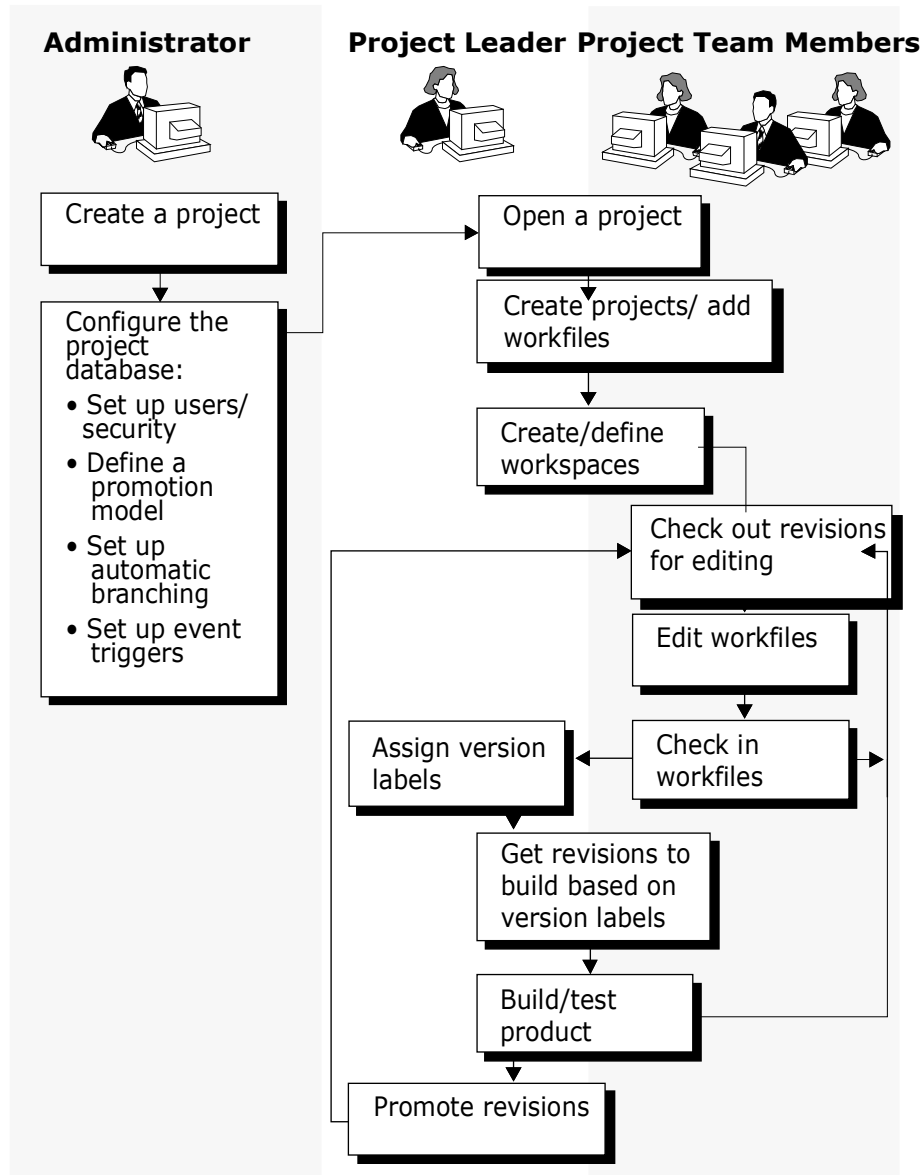 Administrator
Project Leader
Project Team Members
Create a project
Configure the
project
database:
• Set up users/
security
• Define a
promotion
model
• Set up
automatic
branching
• Set up event
triggers
Open a project
Create projects/ add
workfiles
Create/define
workspaces
Check out revisions
for editing
Edit workfiles
Check in
workfiles
Assign version
labels
Get revisions to
build based on
version labels
Build/test
product
Promote revisions